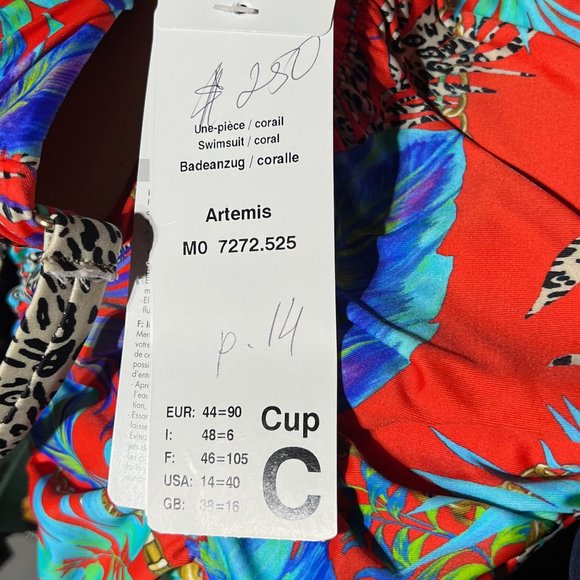 $ 250
Une-pièce / corail
Swimsuit / coral
Badeanzug / coralle
Artemis
M0 7272.525
p. 14
EUR: 44=90
I: 48=6
F: 46=105
USA: 14=40
GB: 38=16
Cup
C